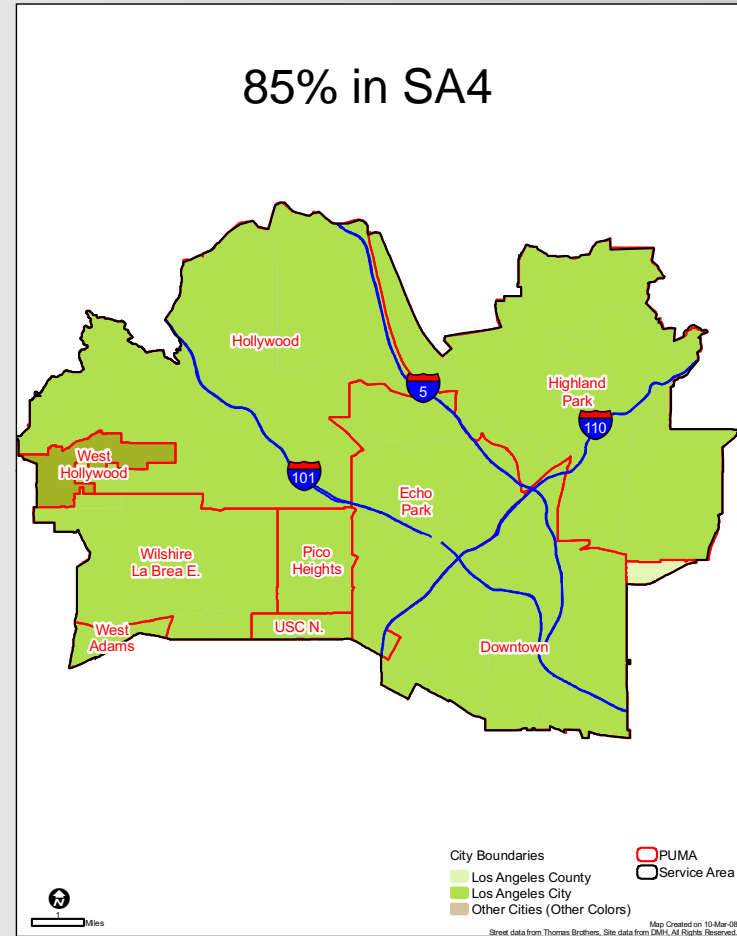 85% in SA4
Hollywood
5
Highland
Park
110
West
Hollywood
101
Echo
Park
Wilshire
La Brea E.
Pico
Heights
West
Adams
USC N.
Downtown
City Boundaries
Los Angeles County
Los Angeles City
Other Cities (Other Colors)
PUMA
Service Area
N
1
Miles
Map Created on 10-Mar-08
Street data from Thomas Brothers, Site data from DMH, All Rights Reserved.